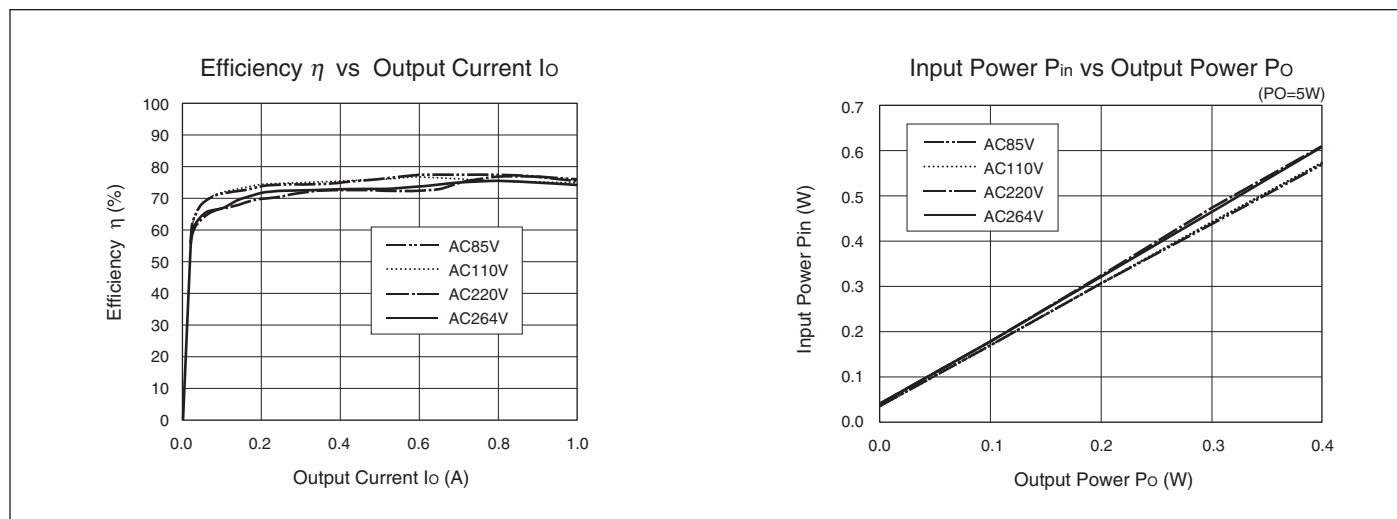 Efficiency η vs Output Current IO
100
90
80
70
60
50
40
30
20
10
0
Efficiency η (%)
AC85V
AC110V
AC220V
AC264V
0.0 0.2 0.4 0.6 0.8 1.0
Output Current IO (A)
Input Power Pin vs Output Power PO
(PO=5W)
0.7
0.6
0.5
0.4
0.3
0.2
0.1
0.0
Input Power Pin (W)
AC85V
AC110V
AC220V
AC264V
0.0 0.1 0.2 0.3 0.4
Output Power PO (W)